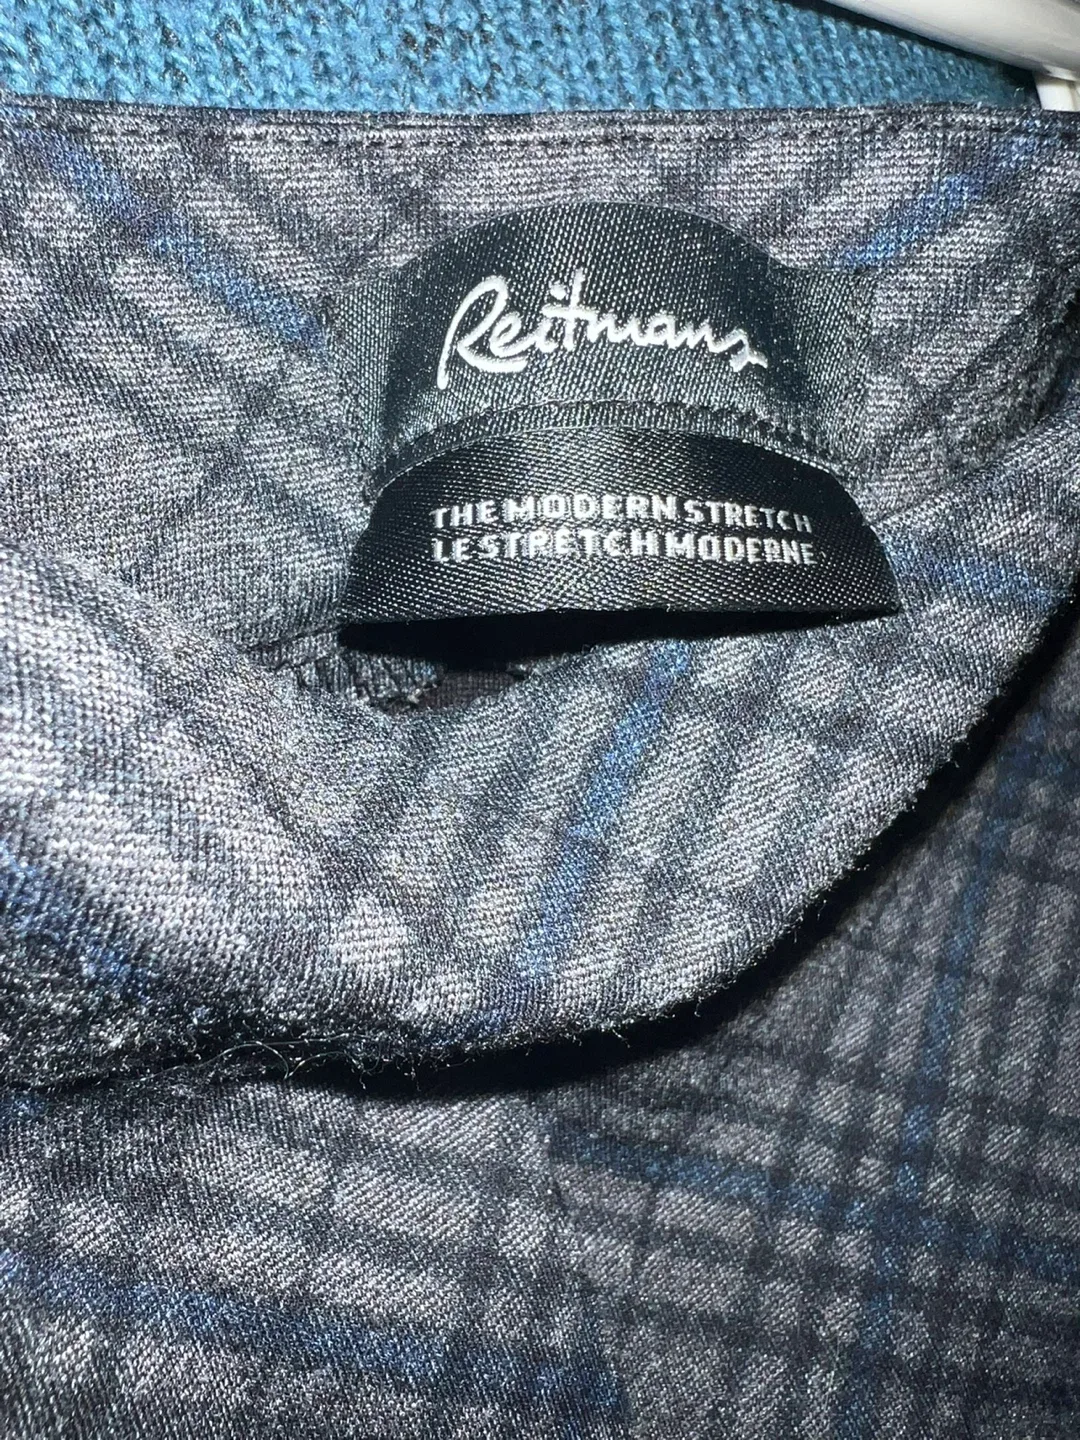 Reitmans
THE MODERN STRETCH
LE STRETCH MODERNE